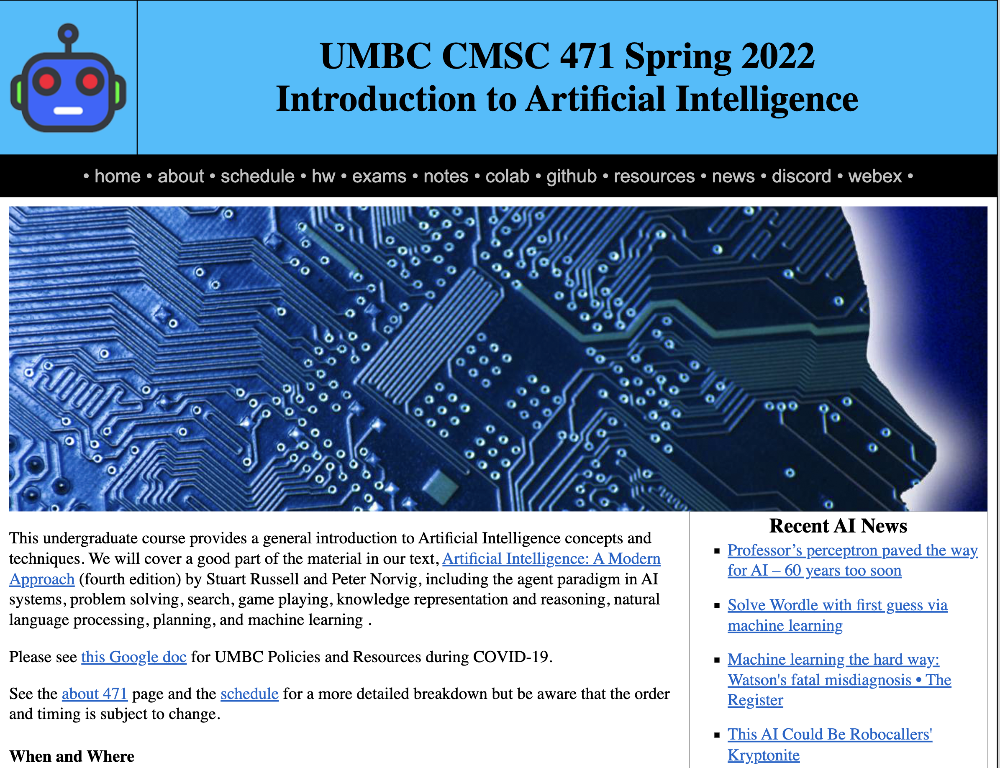 UMBC CMSC 471 Spring 2022
Introduction to Artificial Intelligence
• home • about • schedule • hw • exams • notes • colab • github • resources • news • discord • webex •
This undergraduate course provides a general introduction to Artificial Intelligence concepts and
techniques. We will cover a good part of the material in our text, Artificial Intelligence: A Modern
Approach (fourth edition) by Stuart Russell and Peter Norvig, including the agent paradigm in AI
systems, problem solving, search, game playing, knowledge representation and reasoning, natural
language processing, planning, and machine learning .
Please see this Google doc for UMBC Policies and Resources during COVID-19.
See the about 471 page and the schedule for a more detailed breakdown but be aware that the order
and timing is subject to change.
When and Where
Recent AI News
▪ Professor’s perceptron paved the way
for AI – 60 years too soon
▪ Solve Wordle with first guess via
machine learning
▪ Machine learning the hard way:
Watson's fatal misdiagnosis • The
Register
▪ This AI Could Be Robocallers'
Kryptonite